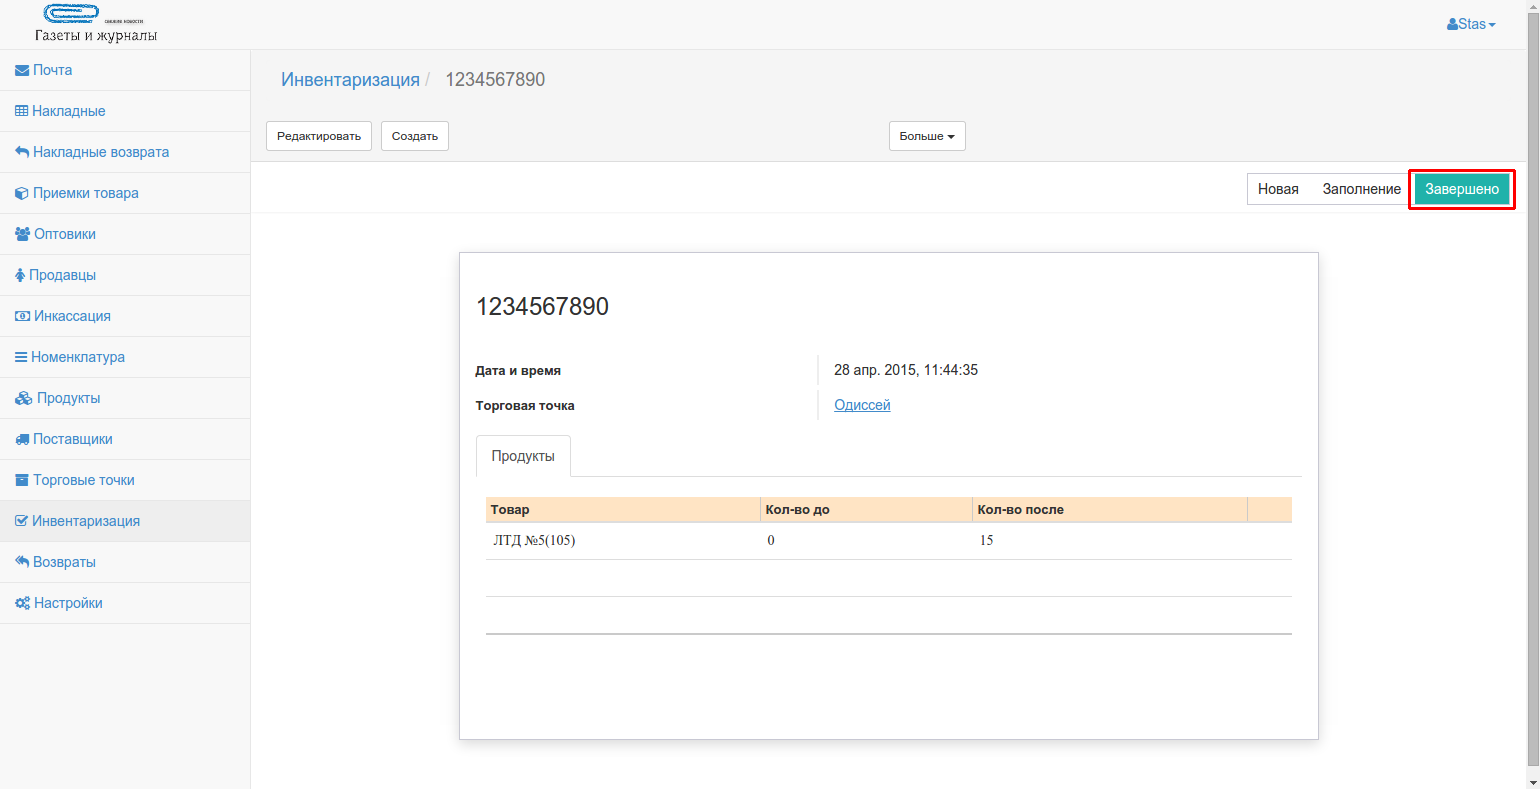 Газеты и журналы
Stas
Почта
Накладные
Накладные возврата
Приемки товара
Оптовики
Продавцы
Инкассация
Номенклатура
Продукты
Поставщики
Торговые точки
Инвентаризация
Возвраты
Настройки
Инвентаризация / 1234567890
Редактировать Создать Больше
Новая Заполнение Завершено
1234567890
Дата и время 28 апр. 2015, 11:44:35
Торговая точка Одиссей
Продукты
Товар Кол-во до Кол-во после
ЛТД №5(105) 0 15